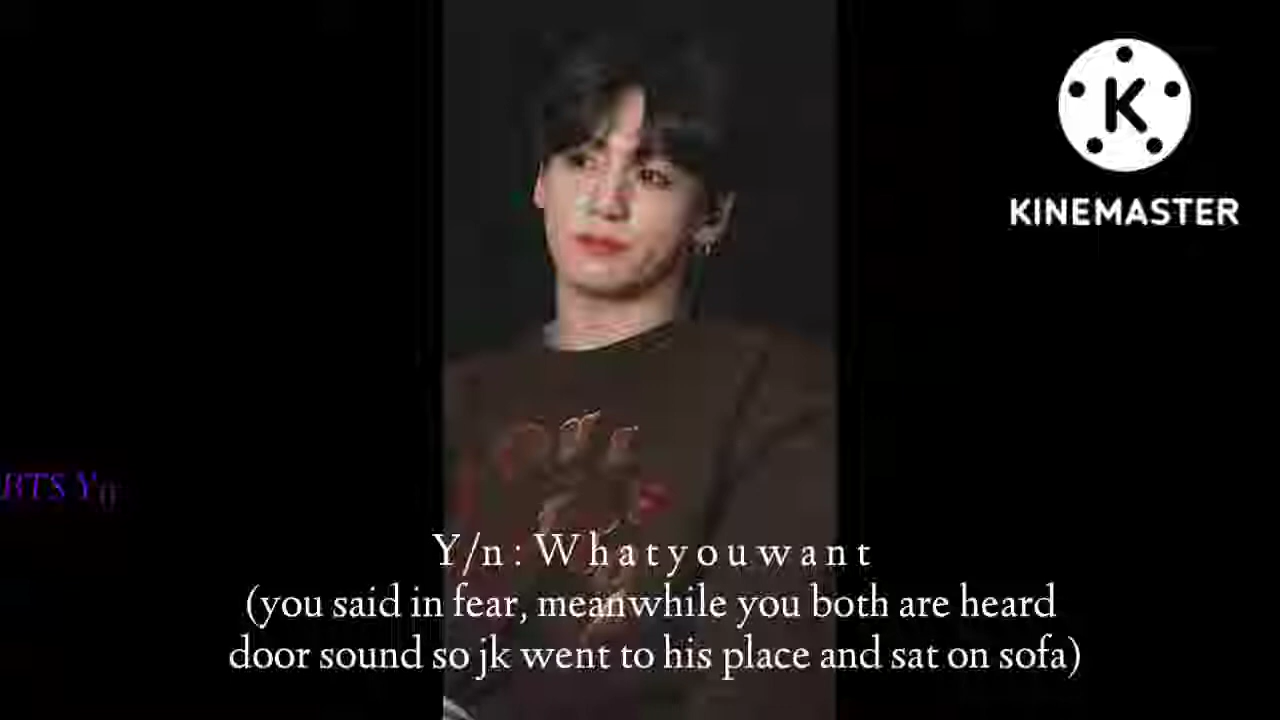 KINEMASTER
BTS
Y/n : W h a t y o u w a n t
(you said in fear, meanwhile you both are heard
door sound so jk went to his place and sat on sofa)